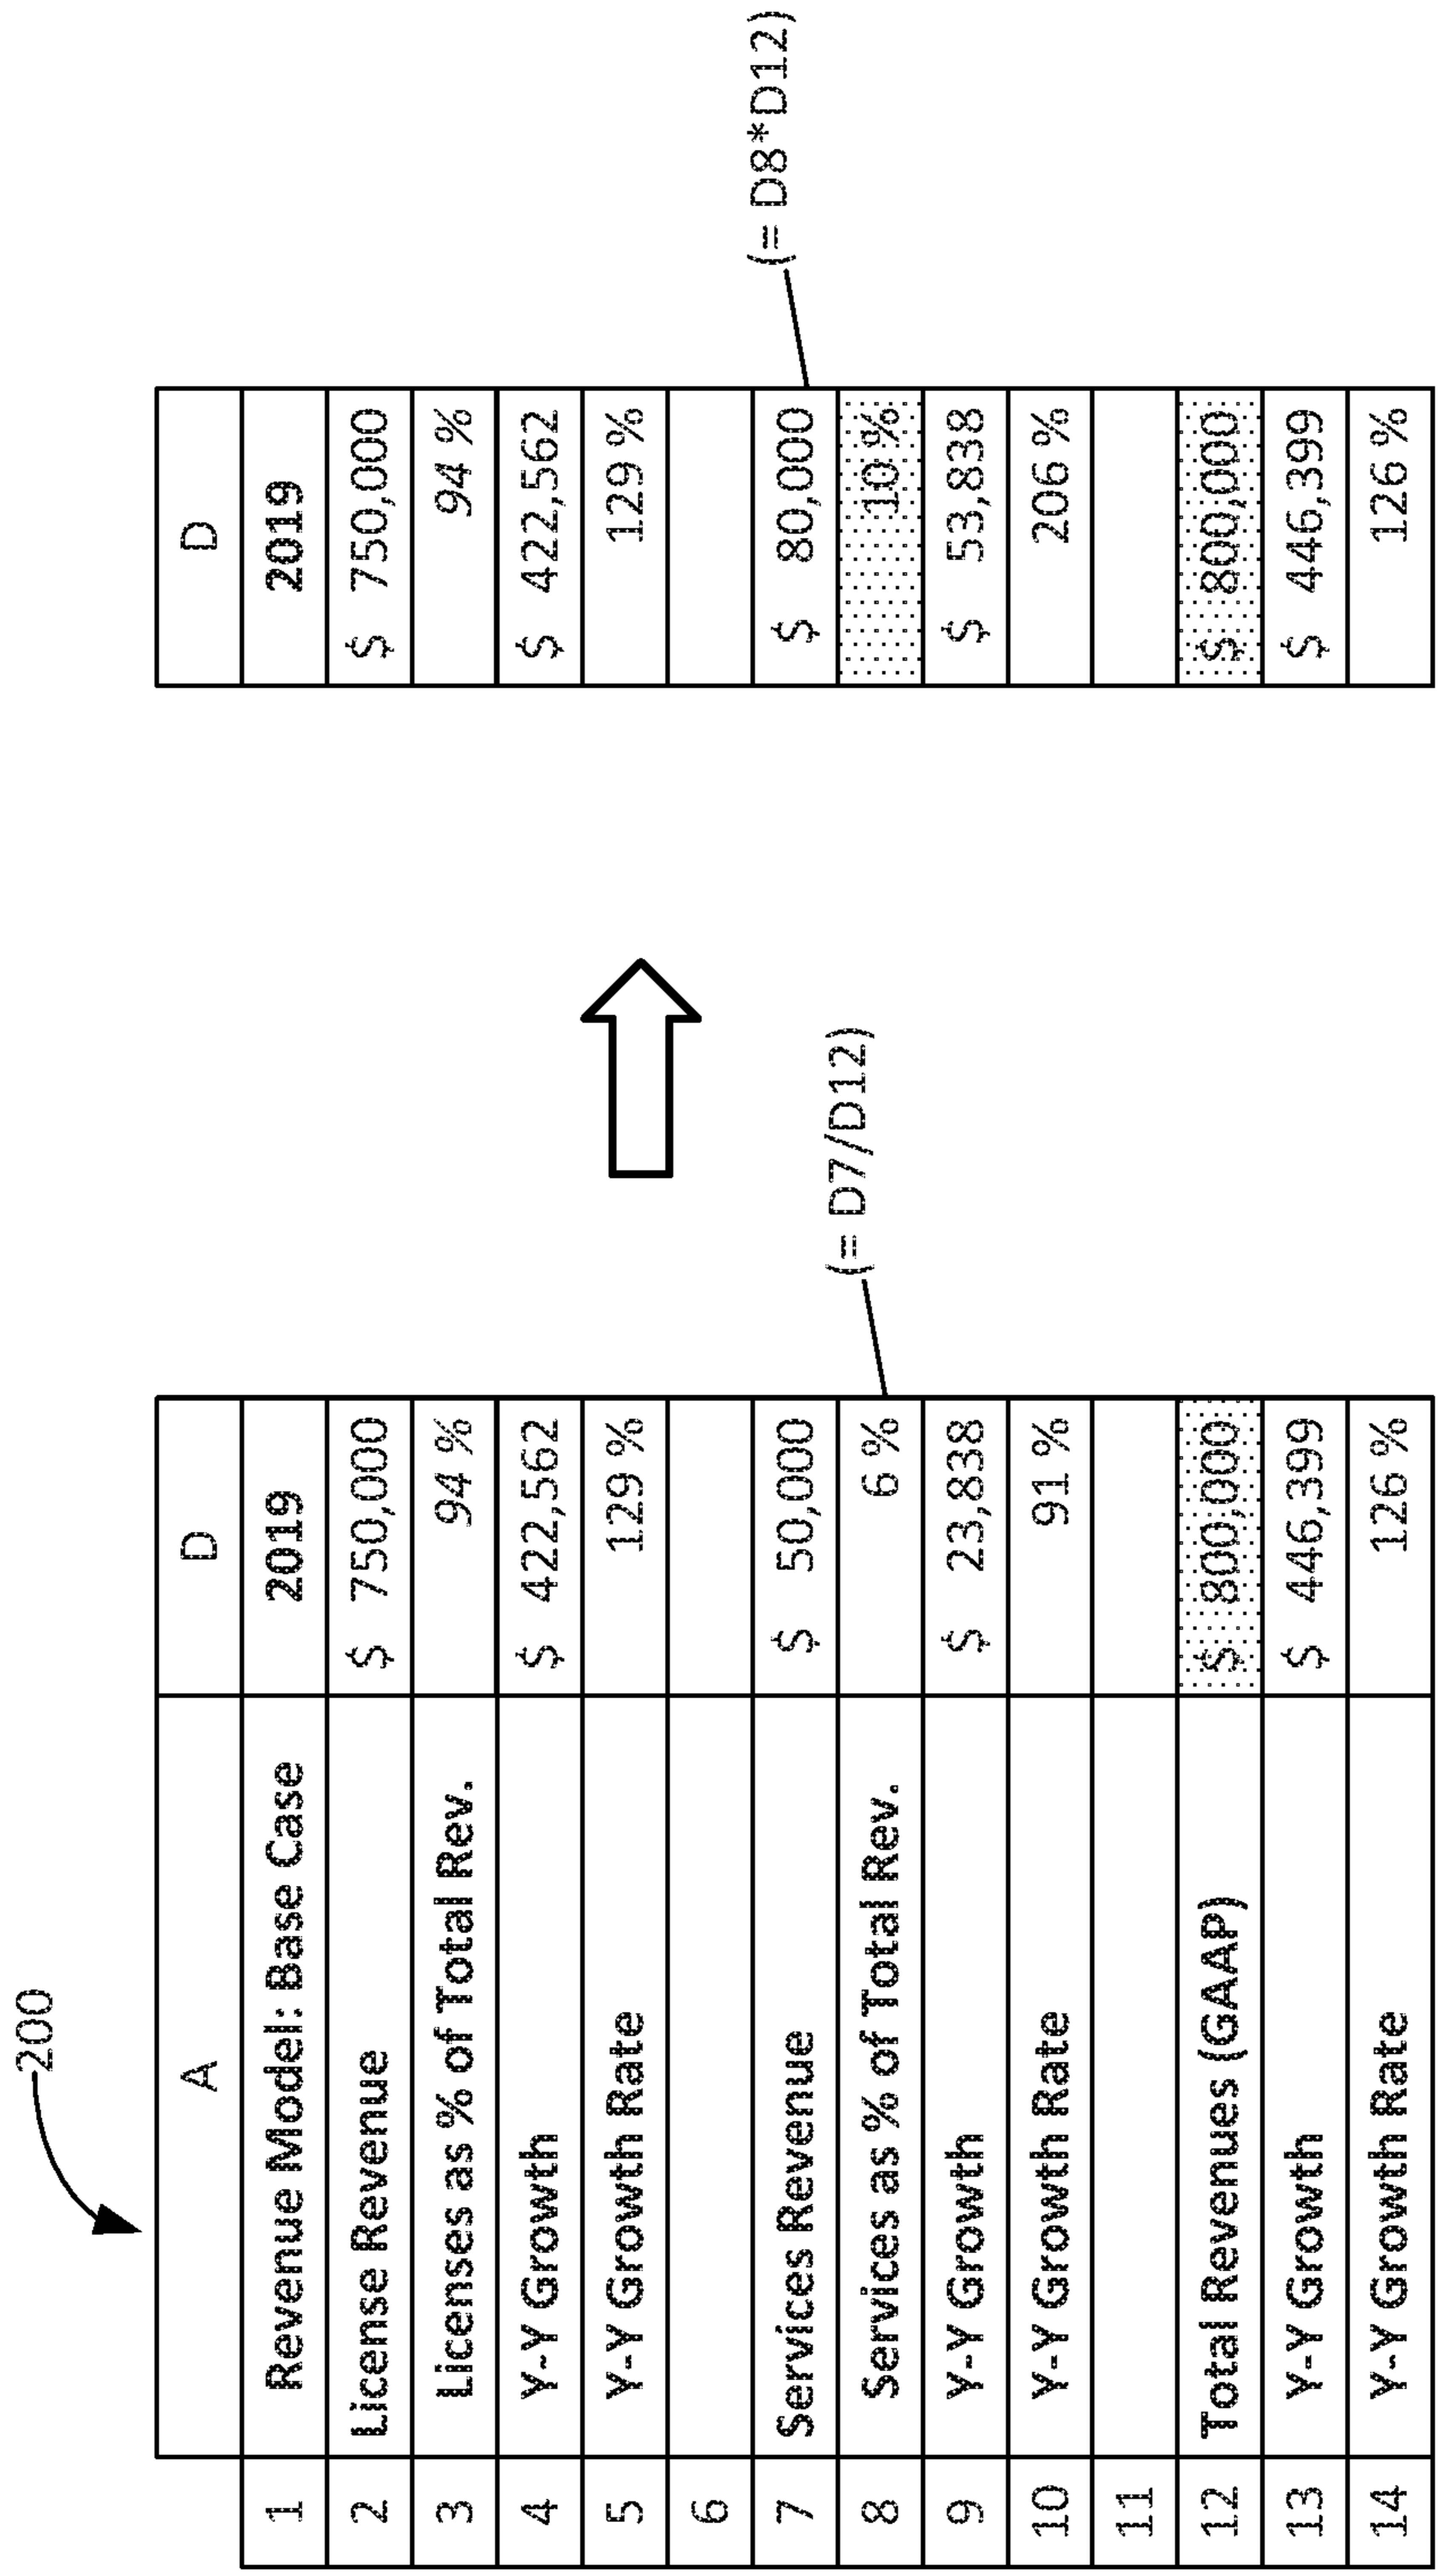 200
A D D
1 Revenue Model: Base Case 2019 2019
2 License Revenue $ 750,000 $ 750,000
3 Licenses as % of Total Rev. 94 % 94 %
4 Y-Y Growth $ 422,562 $ 422,562
5 Y-Y Growth Rate 129 % 129 %
6
7 Services Revenue $ 50,000 $ 80,000 (= D8*D12)
8 Services as % of Total Rev. 6 % (= D7/D12) 10 %
9 Y-Y Growth $ 23,838 $ 53,838
10 Y-Y Growth Rate 91 % 206 %
11
12 Total Revenues (GAAP) $ 800,000 $ 800,000
13 Y-Y Growth $ 446,399 $ 446,399
14 Y-Y Growth Rate 126 % 126 %